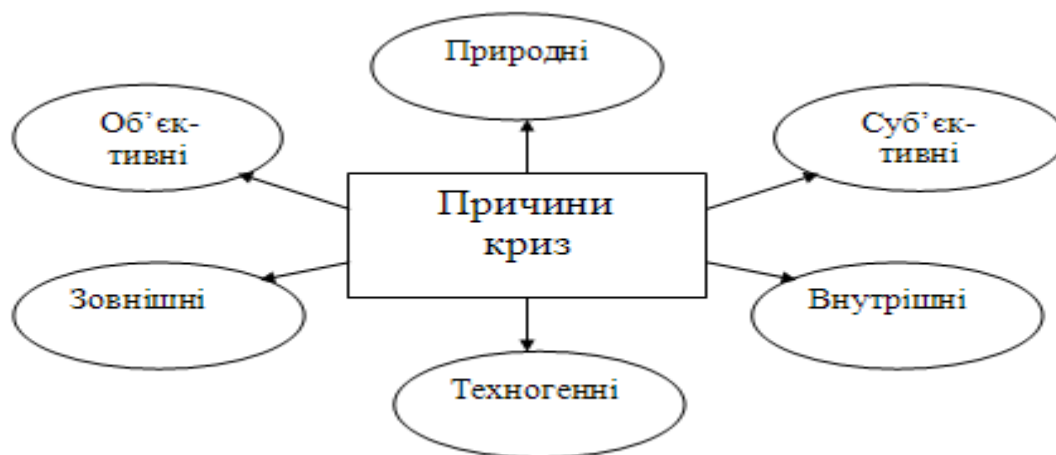 Природні
Об’єк-
тивні
Суб’єк-
тивні
Причини
криз
Зовнішні
Внутрішні
Техногенні